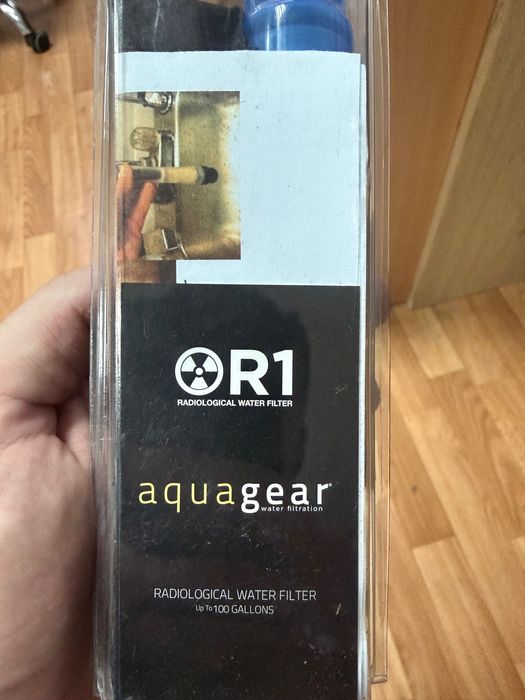 R1
RADIOLOGICAL WATER FILTER
aquagear
water filtration
RADIOLOGICAL WATER FILTER
Up To 100 GALLONS